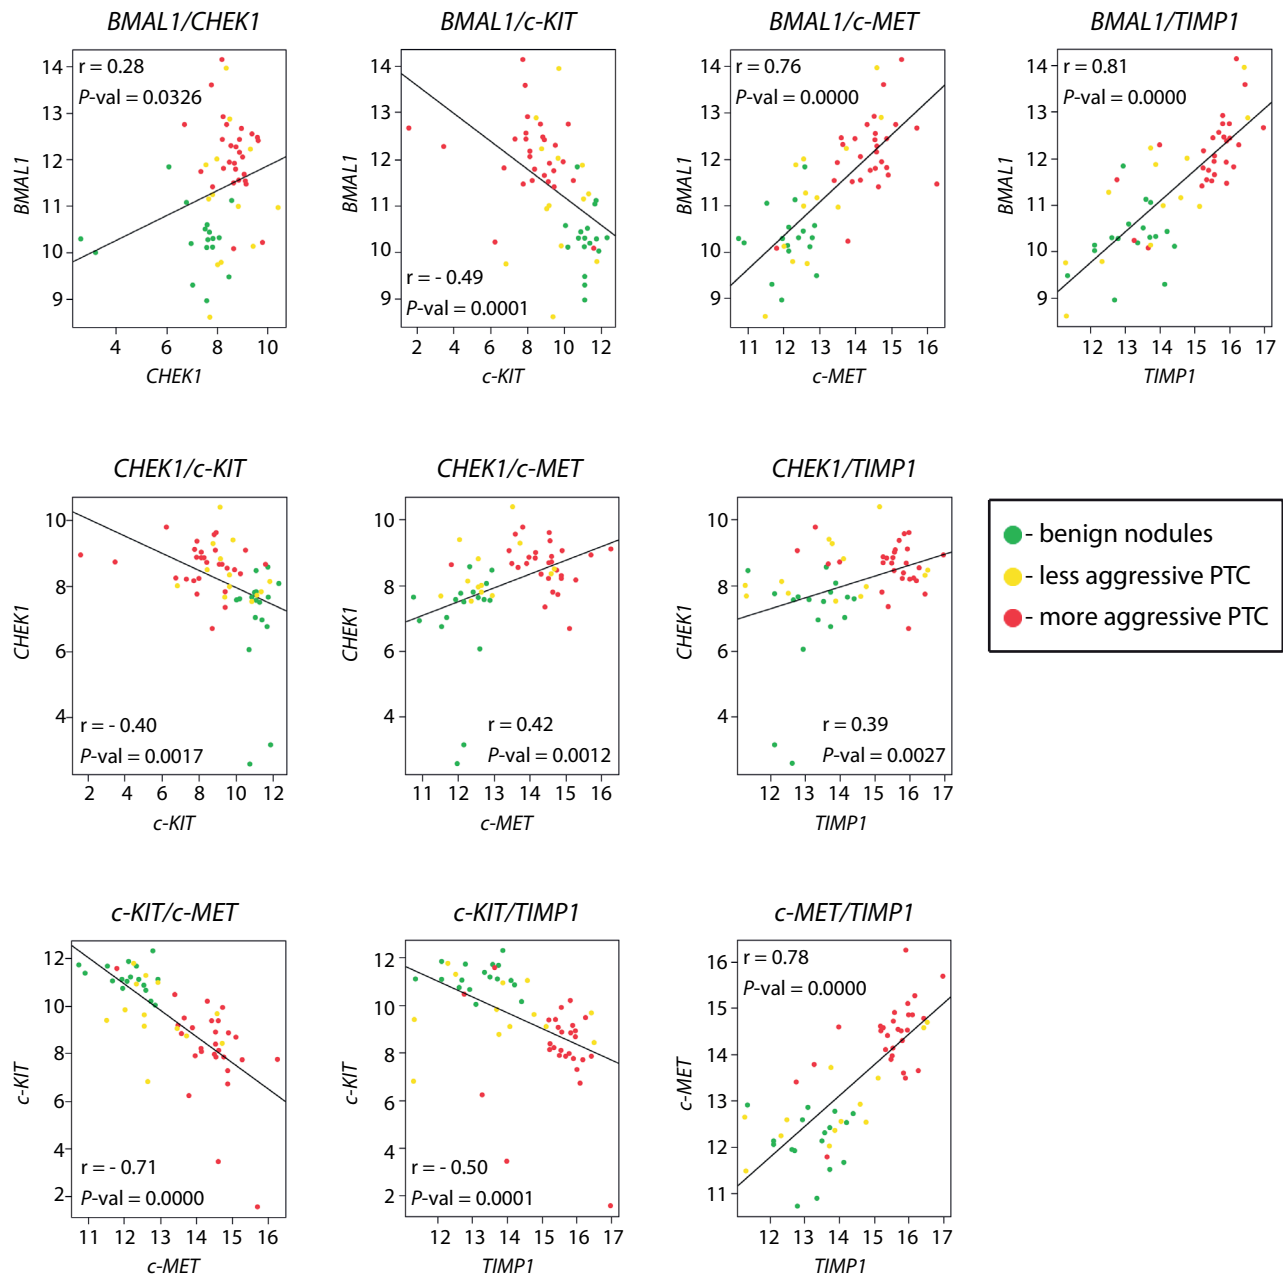 BMAL1/CHEK1
BMAL1/c-KIT
BMAL1/c-MET
BMAL1/TIMP1
r = 0.28
P-val = 0.0326
14
13
12
11
10
9
BMAL1
4
6
8
10
CHEK1
r = - 0.49
P-val = 0.0001
14
13
12
11
10
9
BMAL1
2
4
6
8
10
12
c-KIT
r = 0.76
P-val = 0.0000
14
13
12
11
10
9
BMAL1
11
12
13
14
15
16
c-MET
r = 0.81
P-val = 0.0000
14
13
12
11
10
9
BMAL1
12
13
14
15
16
17
TIMP1
CHEK1/c-KIT
CHEK1/c-MET
CHEK1/TIMP1
10
8
6
4
CHEK1
r = - 0.40
P-val = 0.0017
2
4
6
8
10
12
c-KIT
10
8
6
4
CHEK1
r = 0.42
P-val = 0.0012
11
12
13
14
15
16
c-MET
10
8
6
4
CHEK1
r = 0.39
P-val = 0.0027
12
13
14
15
16
17
TIMP1
- benign nodules
- less aggressive PTC
- more aggressive PTC
c-KIT/c-MET
c-KIT/TIMP1
c-MET/TIMP1
12
10
8
6
4
2
c-KIT
r = - 0.71
P-val = 0.0000
11
12
13
14
15
16
c-MET
12
10
8
6
4
2
c-KIT
r = - 0.50
P-val = 0.0001
11
12
13
14
15
16
17
TIMP1
r = 0.78
P-val = 0.0000
16
15
14
13
12
11
c-MET
12
13
14
15
16
17
TIMP1